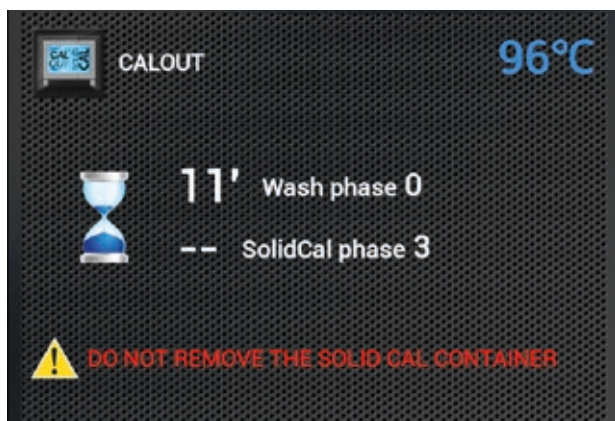 CALOUT
96°C
11' Wash phase 0
-- SolidCal phase 3
DO NOT REMOVE THE SOLID CAL CONTAINER